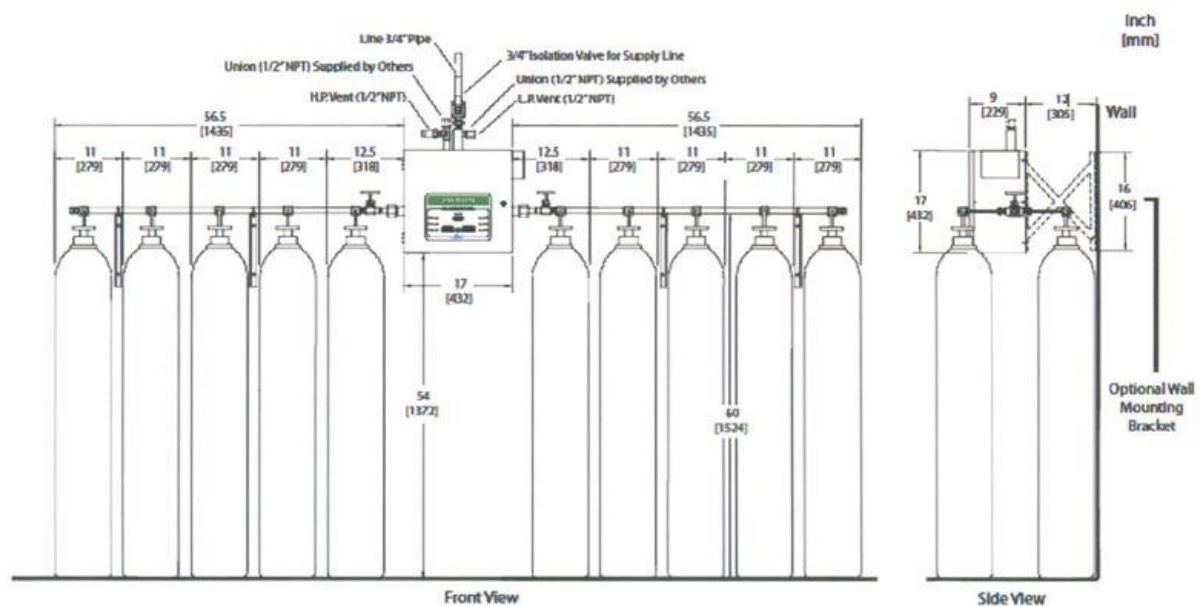 Inch
[mm]
Line 3/4" Pipe
3/4" Isolation Valve for Supply Line
Union (1/2" NPT) Supplied by Others
Union (1/2" NPT) Supplied by Others
H.P. Vent (1/2" NPT)
L.P. Vent (1/2" NPT)
56.5
[1435]
56.5
[1435]
11
[279]
11
[279]
11
[279]
11
[279]
12.5
[318]
12.5
[318]
11
[279]
11
[279]
11
[279]
11
[279]
17
[432]
54
[1372]
60
[1524]
9
[229]
12
[305]
Wall
17
[432]
16
[406]
Optional Wall
Mounting
Bracket
Front View
Side View